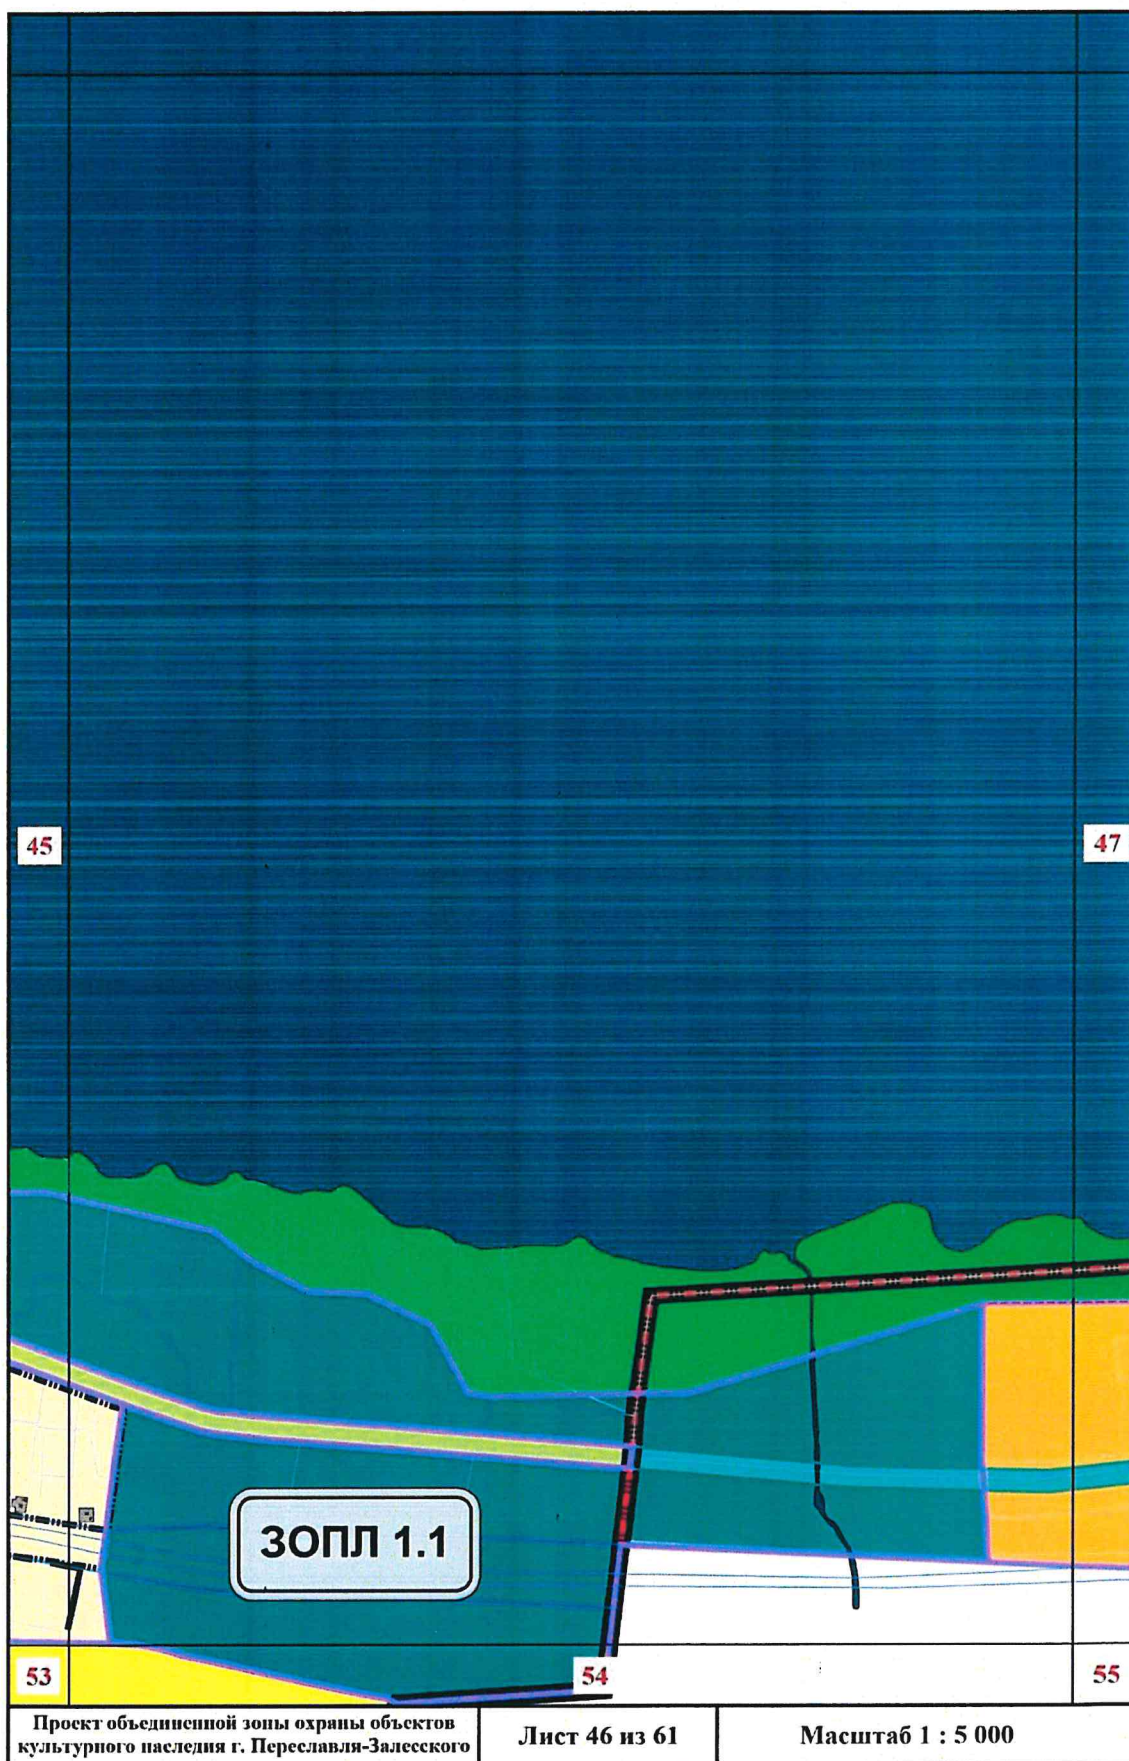 45
47
ЗОПЛ 1.1
53
54
55
Проект объединенной зоны охраны объектов
культурного наследия г. Переславля-Залесского
Лист 46 из 61
Масштаб 1 : 5 000